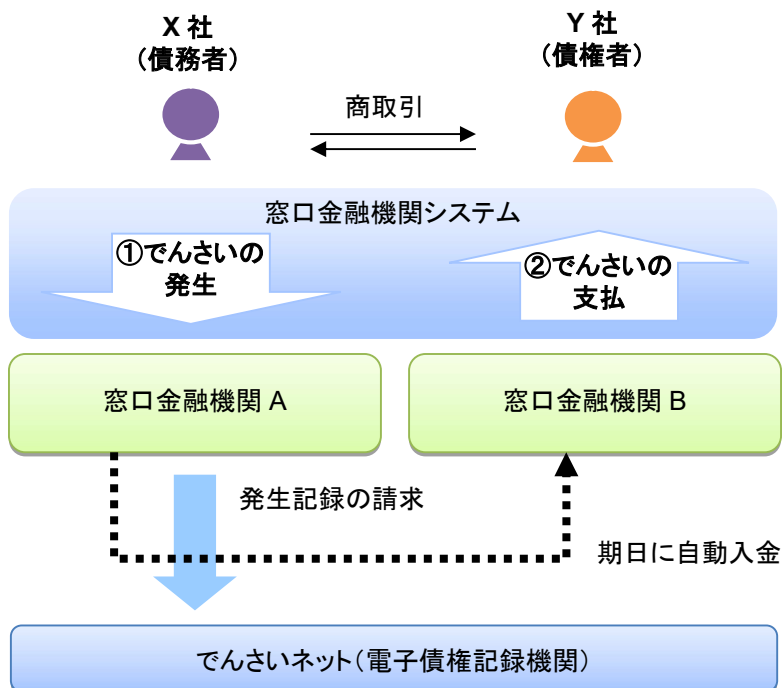 X 社
（債務者）
Y 社
（債権者）
商取引
窓口金融機関システム
①でんさいの
発生
②でんさいの
支払
窓口金融機関 A
窓口金融機関 B
発生記録の請求
期日に自動入金
でんさいネット（電子債権記録機関）